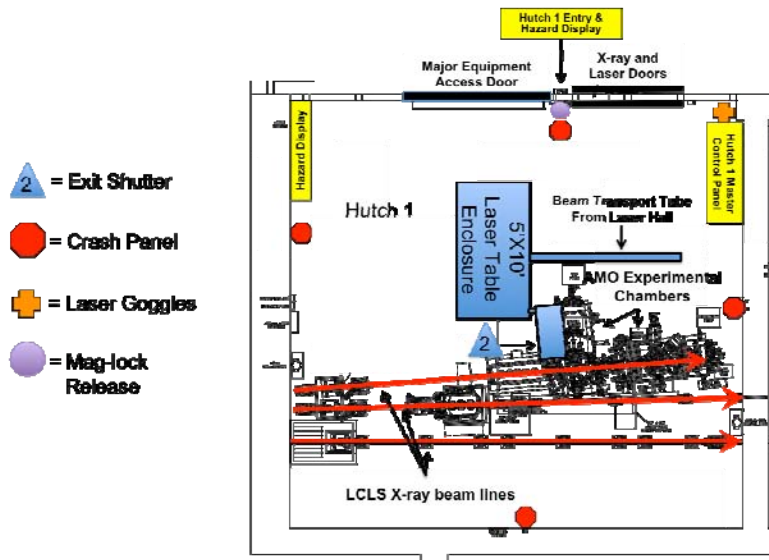 Hutch 1 Entry &
Hazard Display
Major Equipment
Access Door
X-ray and
Laser Doors
Hazard Display
Hutch 1 Master
Control Panel
2 = Exit Shutter
= Crash Panel
= Laser Goggles
= Mag-lock
Release
Hutch 1
5'X10'
Laser Table
Enclosure
Beam Transport Tube
From Laser Hall
AMO Experimental
Chambers
2
LCLS X-ray beam lines